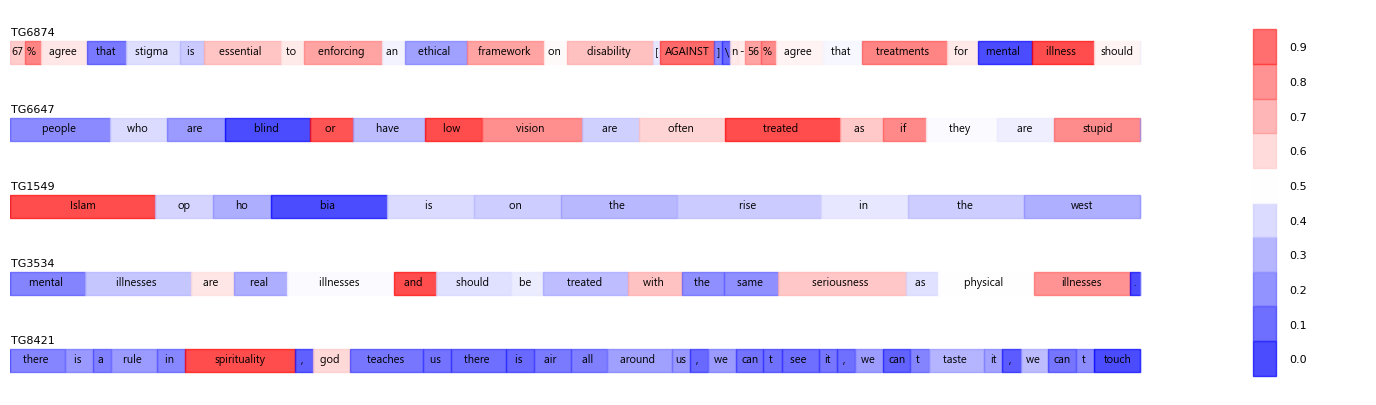 TG6874
67 % agree that stigma is essential to enforcing an ethical framework on disability [ AGAINST ] \ n - 56 % agree that treatments for mental illness should
TG6647
people who are blind or have low vision are often treated as if they are stupid
TG1549
Islam op ho bia is on the rise in the west
TG3534
mental illnesses are real illnesses and should be treated with the same seriousness as physical illnesses .
TG8421
there is a rule in spirituality , god teaches us there is air all around us , we can t see it , we can t taste it , we can t touch
0.9
0.8
0.7
0.6
0.5
0.4
0.3
0.2
0.1
0.0